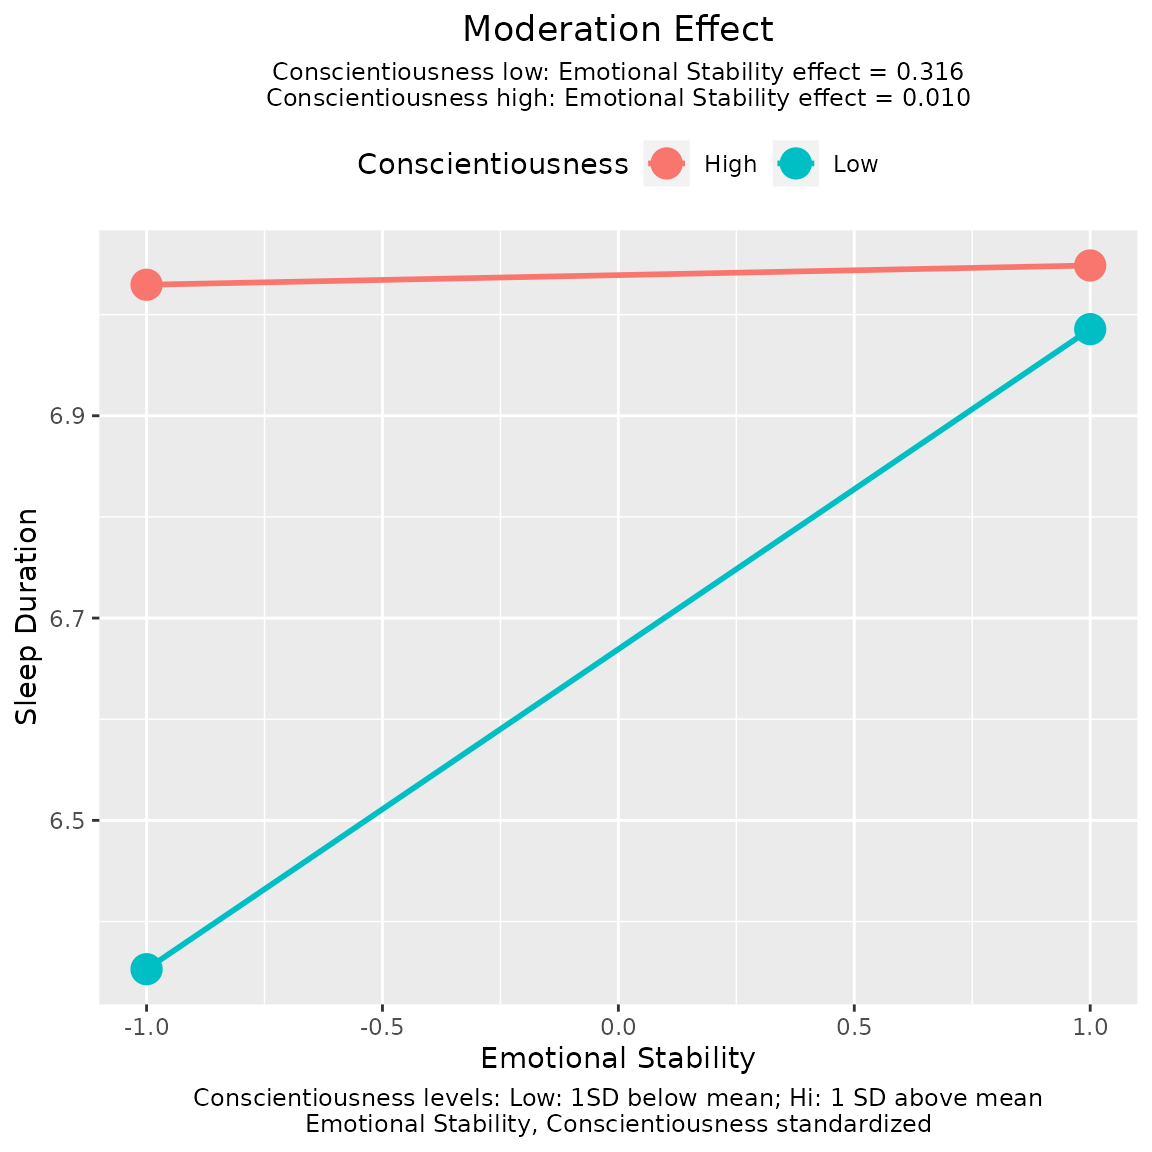 Moderation Effect
Conscientiousness low: Emotional Stability effect = 0.316
Conscientiousness high: Emotional Stability effect = 0.010
Conscientiousness High Low
Sleep Duration
6.9
6.7
6.5
-1.0 -0.5 0.0 0.5 1.0
Emotional Stability
Conscientiousness levels: Low: 1SD below mean; Hi: 1 SD above mean
Emotional Stability, Conscientiousness standardized